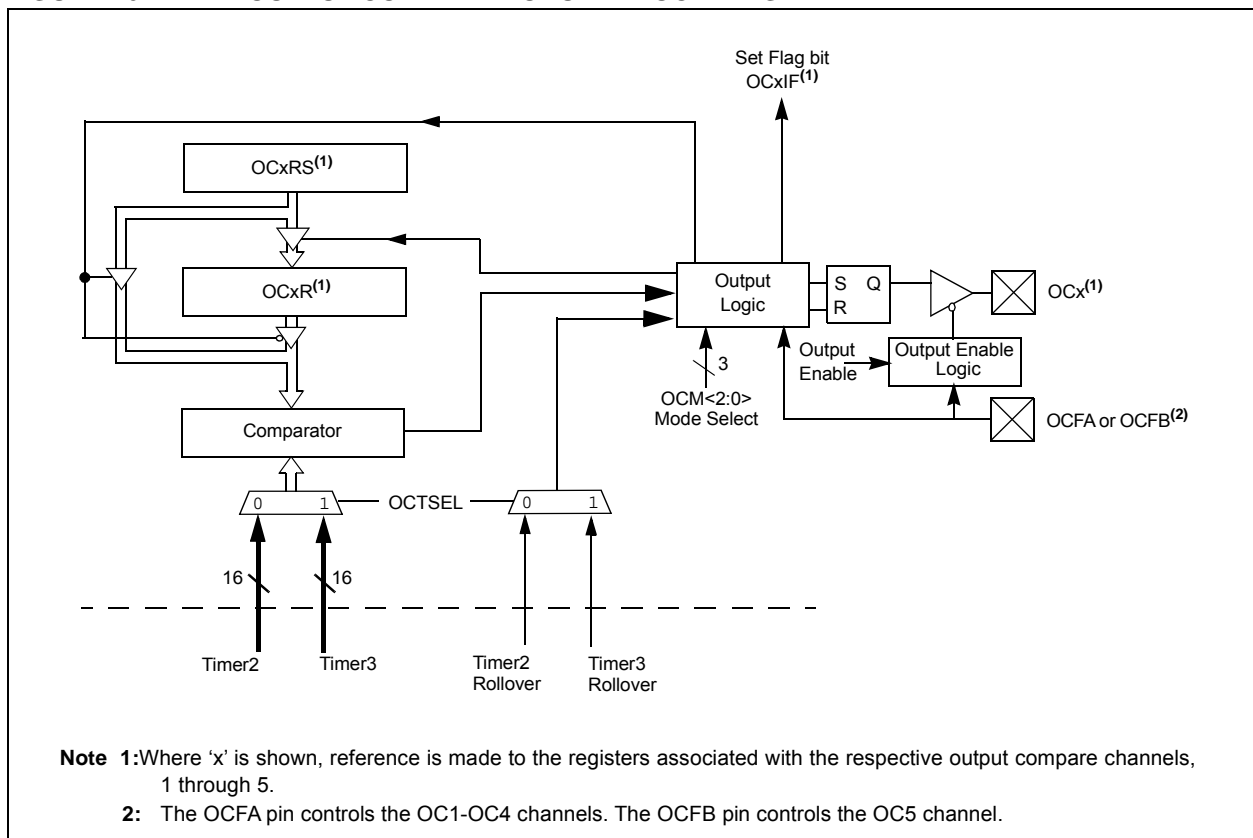 Set Flag bit
OCxIF(1)
OCxRS(1)
OCxR(1)
Output
Logic
S Q
R
OCx(1)
Output
Enable
Output Enable
Logic
3
OCM<2:0>
Mode Select
OCFA or OCFB(2)
Comparator
0 1
OCTSEL
0 1
16
16
Timer2
Timer3
Timer2
Rollover
Timer3
Rollover
Note 1:Where ‘x’ is shown, reference is made to the registers associated with the respective output compare channels,
1 through 5.
2: The OCFA pin controls the OC1-OC4 channels. The OCFB pin controls the OC5 channel.